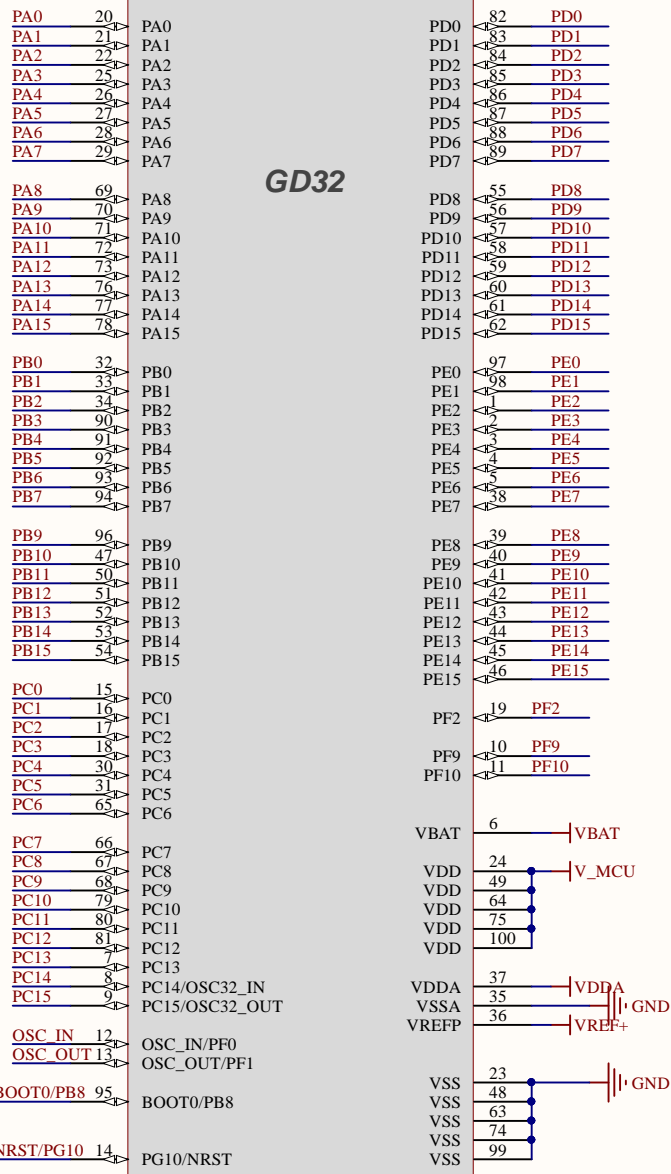 PA0 20 PA0 PD0 82 PD0
PA1 21 PA1 PD1 83 PD1
PA2 22 PA2 PD2 84 PD2
PA3 25 PA3 PD3 85 PD3
PA4 26 PA4 PD4 86 PD4
PA5 27 PA5 PD5 87 PD5
PA6 28 PA6 PD6 88 PD6
PA7 29 PA7 PD7 89 PD7
GD32
PA8 69 PA8 PD8 55 PD8
PA9 70 PA9 PD9 56 PD9
PA10 71 PA10 PD10 57 PD10
PA11 72 PA11 PD11 58 PD11
PA12 73 PA12 PD12 59 PD12
PA13 76 PA13 PD13 60 PD13
PA14 77 PA14 PD14 61 PD14
PA15 78 PA15 PD15 62 PD15
PB0 32 PB0 PE0 97 PE0
PB1 33 PB1 PE1 98 PE1
PB2 34 PB2 PE2 1 PE2
PB3 90 PB3 PE3 2 PE3
PB4 91 PB4 PE4 3 PE4
PB5 92 PB5 PE5 4 PE5
PB6 93 PB6 PE6 5 PE6
PB7 94 PB7 PE7 38 PE7
PB9 96 PB9 PE8 39 PE8
PB10 47 PB10 PE9 40 PE9
PB11 50 PB11 PE10 41 PE10
PB12 51 PB12 PE11 42 PE11
PB13 52 PB13 PE12 43 PE12
PB14 53 PB14 PE13 44 PE13
PB15 54 PB15 PE14 45 PE14
PE15 46 PE15
PC0 15 PC0
PC1 16 PC1 PF2 19 PF2
PC2 17 PC2
PC3 18 PC3 PF9 10 PF9
PC4 30 PC4 PF10 11 PF10
PC5 31 PC5
PC6 65 PC6
VBAT 6 VBAT
PC7 66 PC7
PC8 67 PC8 VDD 24 V_MCU
PC9 68 PC9 VDD 49
PC10 79 PC10 VDD 64
PC11 80 PC11 VDD 75
PC12 81 PC12 VDD 100
PC13 7 PC13
PC14 8 PC14/OSC32_IN VDDA 37 VDDA
PC15 9 PC15/OSC32_OUT VSSA 35 GND
VREFP 36 VREF+
OSC_IN 12 OSC_IN/PF0
OSC_OUT 13 OSC_OUT/PF1
VSS 23 GND
BOOT0/PB8 95 BOOT0/PB8 VSS 48
VSS 63
VSS 74
NRST/PG10 14 PG10/NRST VSS 99